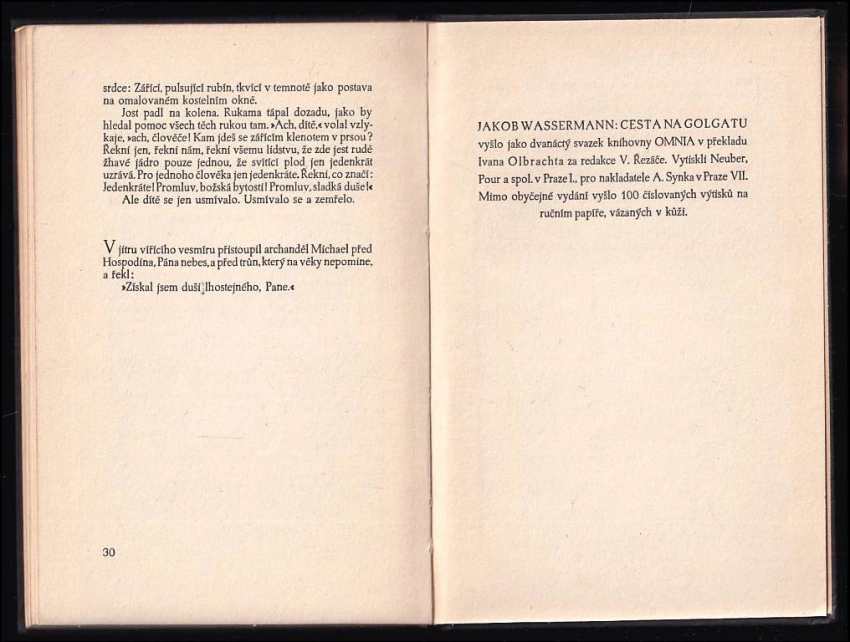 srdce: Zářící, pulsující rubín, tkvící v temnotě jako postava
na omalovaném kostelním okně.
Jost padl na kolena. Rukama tápal dozadu, jako by
hledal pomoc všech těch rukou tam. »Ach, dítě,« volal vzly-
kaje, »ach, člověče! Kam jdeš se zářícím klenotem v prsou?
Řekni jen, řekni nám, řekni všemu lidstvu, že zde jest rudé
žhavé jádro pouze jednou, že svítící plod jen jedenkrát
uzrává. Pro jednoho člověka jen jedenkráte. Řekni, co značí:
Jedenkráte! Promluv, božská bytosti! Promluv, sladká duše!«
Ale dítě se jen usmívalo. Usmívalo se a zemřelo.
V jitru vířícího vesmíru přistoupil archanděl Michael před
Hospodina, Pána nebes, a před trůn, který na věky nepomine,
a řekl:
»Získal jsem duši lhostejného, Pane.«
30
JAKOB WASSERMANN: CESTA NA GOLGATU
vyšlo jako dvanáctý svazek knihovny OMNIA v překladu
Ivana Olbrachta za redakce V. Řezáče. Vytiskli Neuber,
Pour a spol. v Praze I., pro nakladatele A. Synka v Praze VII.
Mimo obyčejné vydání vyšlo 100 číslovaných výtisků na
ručním papíře, vázaných v kůži.